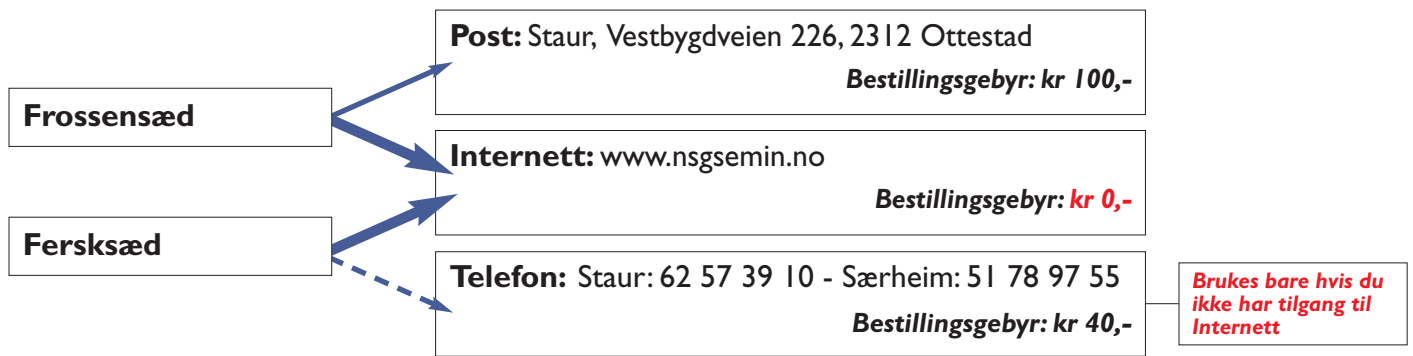 Frossensæd
Fersksæd
Post: Staur, Vestbygdveien 226, 2312 Ottestad
Bestillingsgebyr: kr 100,-
Internett: www.nsgsemin.no
Bestillingsgebyr: kr 0,-
Telefon: Staur: 62 57 39 10 - Særheim: 51 78 97 55
Bestillingsgebyr: kr 40,-
Brukes bare hvis du
ikke har tilgang til
Internett